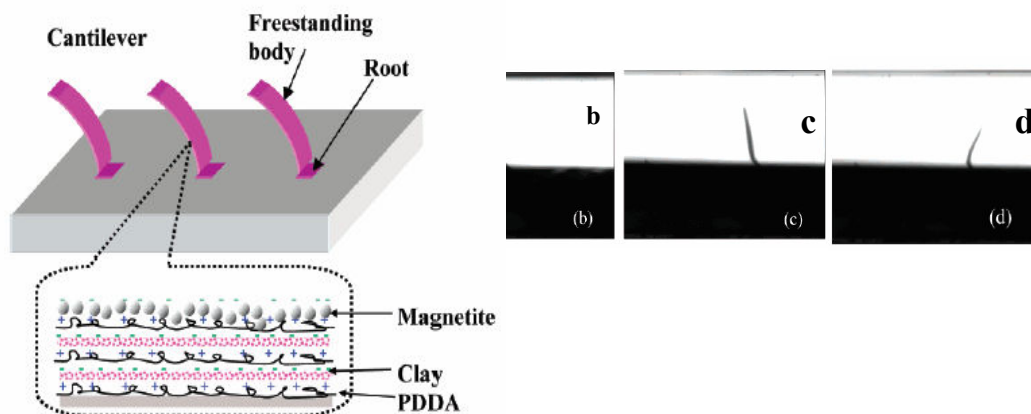 Cantilever
Freestanding
body
Root
Magnetite
Clay
PDDA
b
(b)
c
(c)
d
(d)